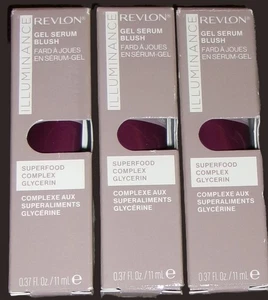 REVLON
ILLUMINANCE
GEL SERUM
BLUSH
FARD À JOUES
EN SÉRUM-GEL
SUPERFOOD
COMPLEX
GLYCERIN
COMPLEXE AUX
SUPERALIMENTS
GLYCÉRINE
0.37 fl.oz / 11 mL e
REVLON
ILLUMINANCE
GEL SERUM
BLUSH
FARD À JOUES
EN SÉRUM-GEL
SUPERFOOD
COMPLEX
GLYCERIN
COMPLEXE AUX
SUPERALIMENTS
GLYCÉRINE
0.37 fl.oz / 11 mL e
REVLON
ILLUMINANCE
GEL SERUM
BLUSH
FARD À JOUES
EN SÉRUM-GEL
SUPERFOOD
COMPLEX
GLYCERIN
COMPLEXE AUX
SUPERALIMENTS
GLYCÉRINE
0.37 fl.oz / 11 mL e